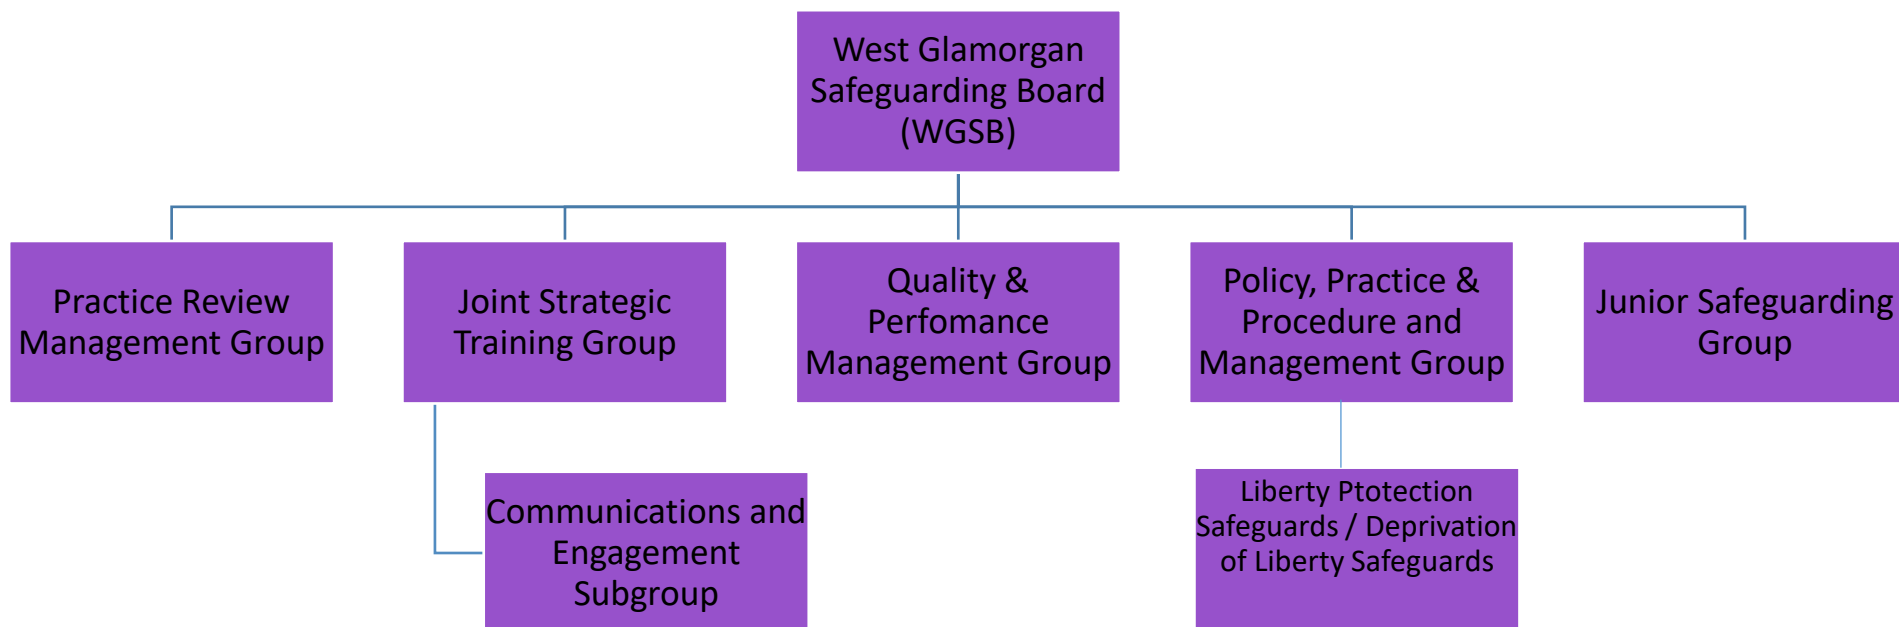 West Glamorgan
Safeguarding Board
(WGSB)
Practice Review
Management Group
Joint Strategic
Training Group
Quality &
Perfomance
Management Group
Policy, Practice &
Procedure and
Management Group
Junior Safeguarding
Group
Communications and
Engagement
Subgroup
Liberty Ptotection
Safeguards / Deprivation
of Liberty Safeguards